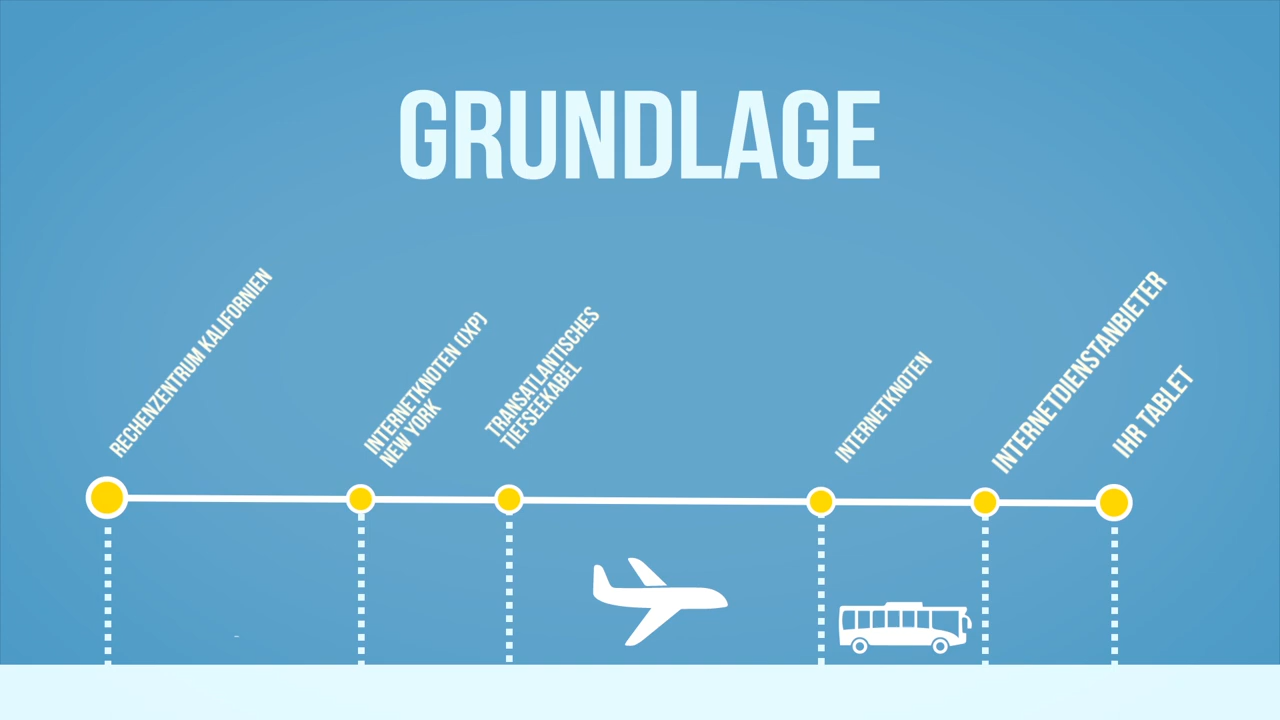 GRUNDLAGE
RECHENZENTRUM KALIFORNIEN
INTERNETKNOTEN (IXP)
NEW YORK
TRANSATLANTISCHES
TIEFSEEKABEL
INTERNETKNOTEN
INTERNETDIENSTANBIETER
IHR TABLET